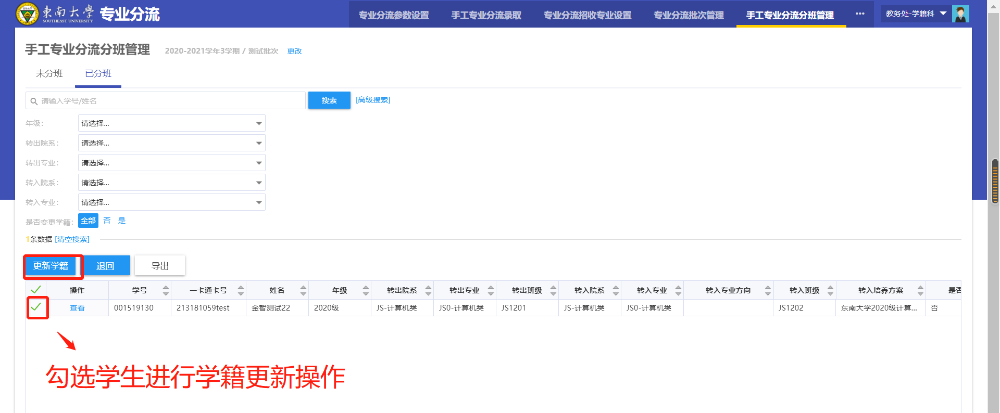 東南大學
SOUTHEAST UNIVERSITY
专业分流
专业分流参数设置
手工专业分流录取
专业分流招收专业设置
专业分流批次管理
手工专业分流分班管理
•••
教务处-学籍科
手工专业分流分班管理
2020-2021学年3学期 / 测试批次 更改
未分班 已分班
请输入学号/姓名 搜索 [高级搜索]
年级: 请选择...
转出院系: 请选择...
转出专业: 请选择...
转入院系: 请选择...
转入专业: 请选择...
是否变更学籍: 全部 否 是
1条数据 [清空搜索]
更新学籍 退回 导出
操作 学号 一卡通卡号 姓名 年级 转出院系 转出专业 转出班级 转入院系 转入专业 转入专业方向 转入班级 转入培养方案 是否
查看 001519130 213181059test 金智测试22 2020级 JS-计算机类 JS0-计算机类 JS1201 JS-计算机类 JS0-计算机类 JS1202 东南大学2020级计算... 否
勾选学生进行学籍更新操作